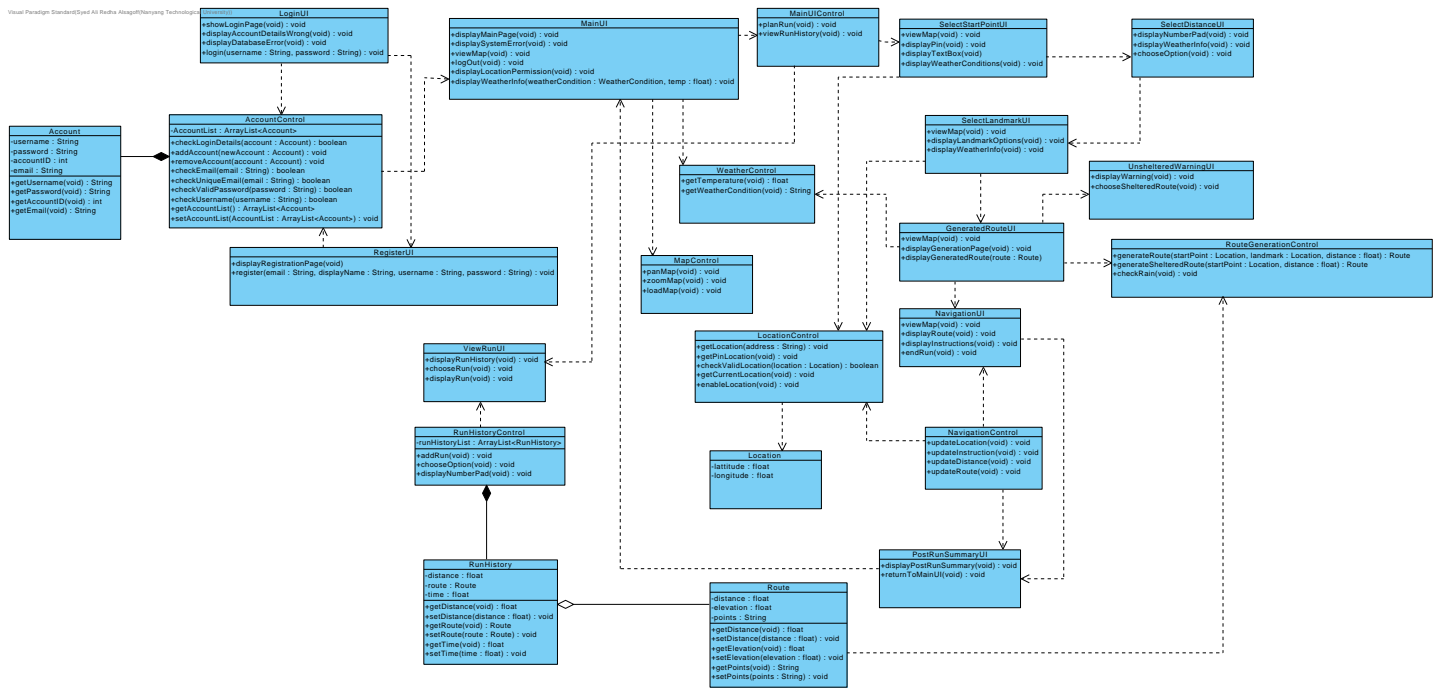 Visual Paradigm Standard(Syed Ali Redha Alsagoff(Nanyang Technological University))
LoginUI
+showLoginPage(void) : void
+displayAccountDetailsWrong(void) : void
+displayDatabaseError(void) : void
+login(username : String, password : String) : void
MainUI
+displayMainPage(void) : void
+displaySystemError(void) : void
+viewMap(void) : void
+logOut(void) : void
+displayLocationPermission(void) : void
+displayWeatherInfo(weatherCondition : WeatherCondition, temp : float) : void
MainUIControl
+planRun(void) : void
+viewRunHistory(void) : void
SelectStartPointUI
+viewMap(void) : void
+displayPin(void) : void
+displayTextBox(void)
+displayWeatherConditions(void) : void
SelectDistanceUI
+displayNumberPad(void) : void
+displayWeatherInfo(void) : void
+chooseOption(void) : void
Account
-username : String
-password : String
-accountID : int
-email : String
+getUsername(void) : String
+getPassword(void) : String
+getAccountID(void) : int
+getEmail(void) : String
AccountControl
-AccountList : ArrayList<Account>
+checkLoginDetails(account : Account) : boolean
+addAccount(newAccount : Account) : void
+removeAccount(account : Account) : void
+checkEmail(email : String) : boolean
+checkUniqueEmail(email : String) : boolean
+checkValidPassword(password : String) : boolean
+checkUsername(username : String) : boolean
+getAccountList() : ArrayList<Account>
+setAccountList(AccountList : ArrayList<Account>) : void
SelectLandmarkUI
+viewMap(void) : void
+displayLandmarkOptions(void) : void
+displayWeatherInfo(void) : void
WeatherControl
+getTemperature(void) : float
+getWeatherCondition(void) : String
UnshelteredWarningUI
+displayWarning(void) : void
+chooseShelteredRoute(void) : void
RegisterUI
+displayRegistrationPage(void)
+register(email : String, displayName : String, username : String, password : String) : void
MapControl
+panMap(void) : void
+zoomMap(void) : void
+loadMap(void) : void
GeneratedRouteUI
+viewMap(void) : void
+displayGenerationPage(void) : void
+displayGeneratedRoute(route : Route)
RouteGenerationControl
+generateRoute(startPoint : Location, landmark : Location, distance : float) : Route
+generateShelteredRoute(startPoint : Location, distance : float) : Route
+checkRain(void) : void
ViewRunUI
+displayRunHistory(void) : void
+chooseRun(void) : void
+displayRun(void) : void
LocationControl
+getLocation(address : String) : void
+getPinLocation(void) : void
+checkValidLocation(location : Location) : boolean
+getCurrentLocation(void) : void
+enableLocation(void) : void
NavigationUI
+viewMap(void) : void
+displayRoute(void) : void
+displayInstructions(void) : void
+endRun(void) : void
RunHistoryControl
-runHistoryList : ArrayList<RunHistory>
+addRun(void) : void
+chooseOption(void) : void
+displayNumberPad(void) : void
Location
-lattitude : float
-longitude : float
NavigationControl
+updateLocation(void) : void
+updateInstruction(void) : void
+updateDistance(void) : void
+updateRoute(void) : void
RunHistory
-distance : float
-route : Route
-time : float
+getDistance(void) : float
+setDistance(distance : float) : void
+getRoute(void) : Route
+setRoute(route : Route) : void
+getTime(void) : float
+setTime(time : float) : void
Route
-distance : float
-elevation : float
-points : String
+getDistance(void) : float
+setDistance(distance : float) : void
+getElevation(void) : float
+setElevation(elevation : float) : void
+getPoints(void) : String
+setPoints(points : String) : void
PostRunSummaryUI
+displayPostRunSummary(void) : void
+returnToMainUI(void) : void